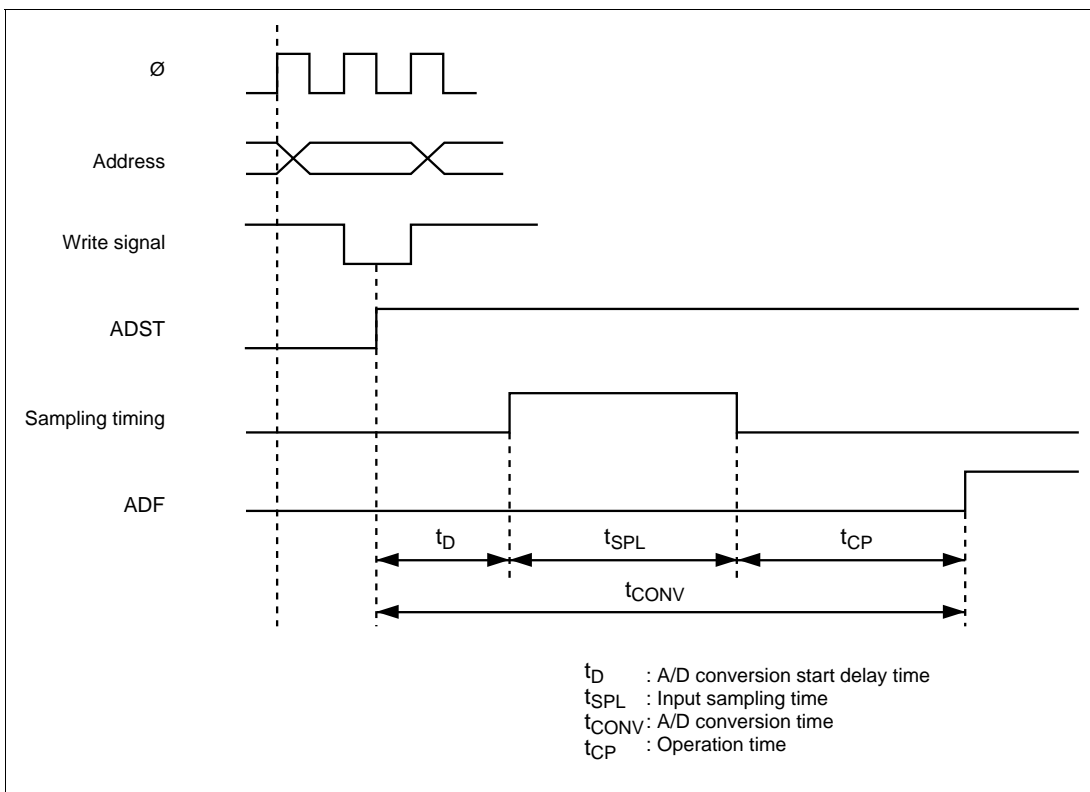 Ø
Address
Write signal
ADST
Sampling timing
ADF
tD tSPL tCP
tCONV
tD : A/D conversion start delay time
tSPL : Input sampling time
tCONV : A/D conversion time
tCP : Operation time